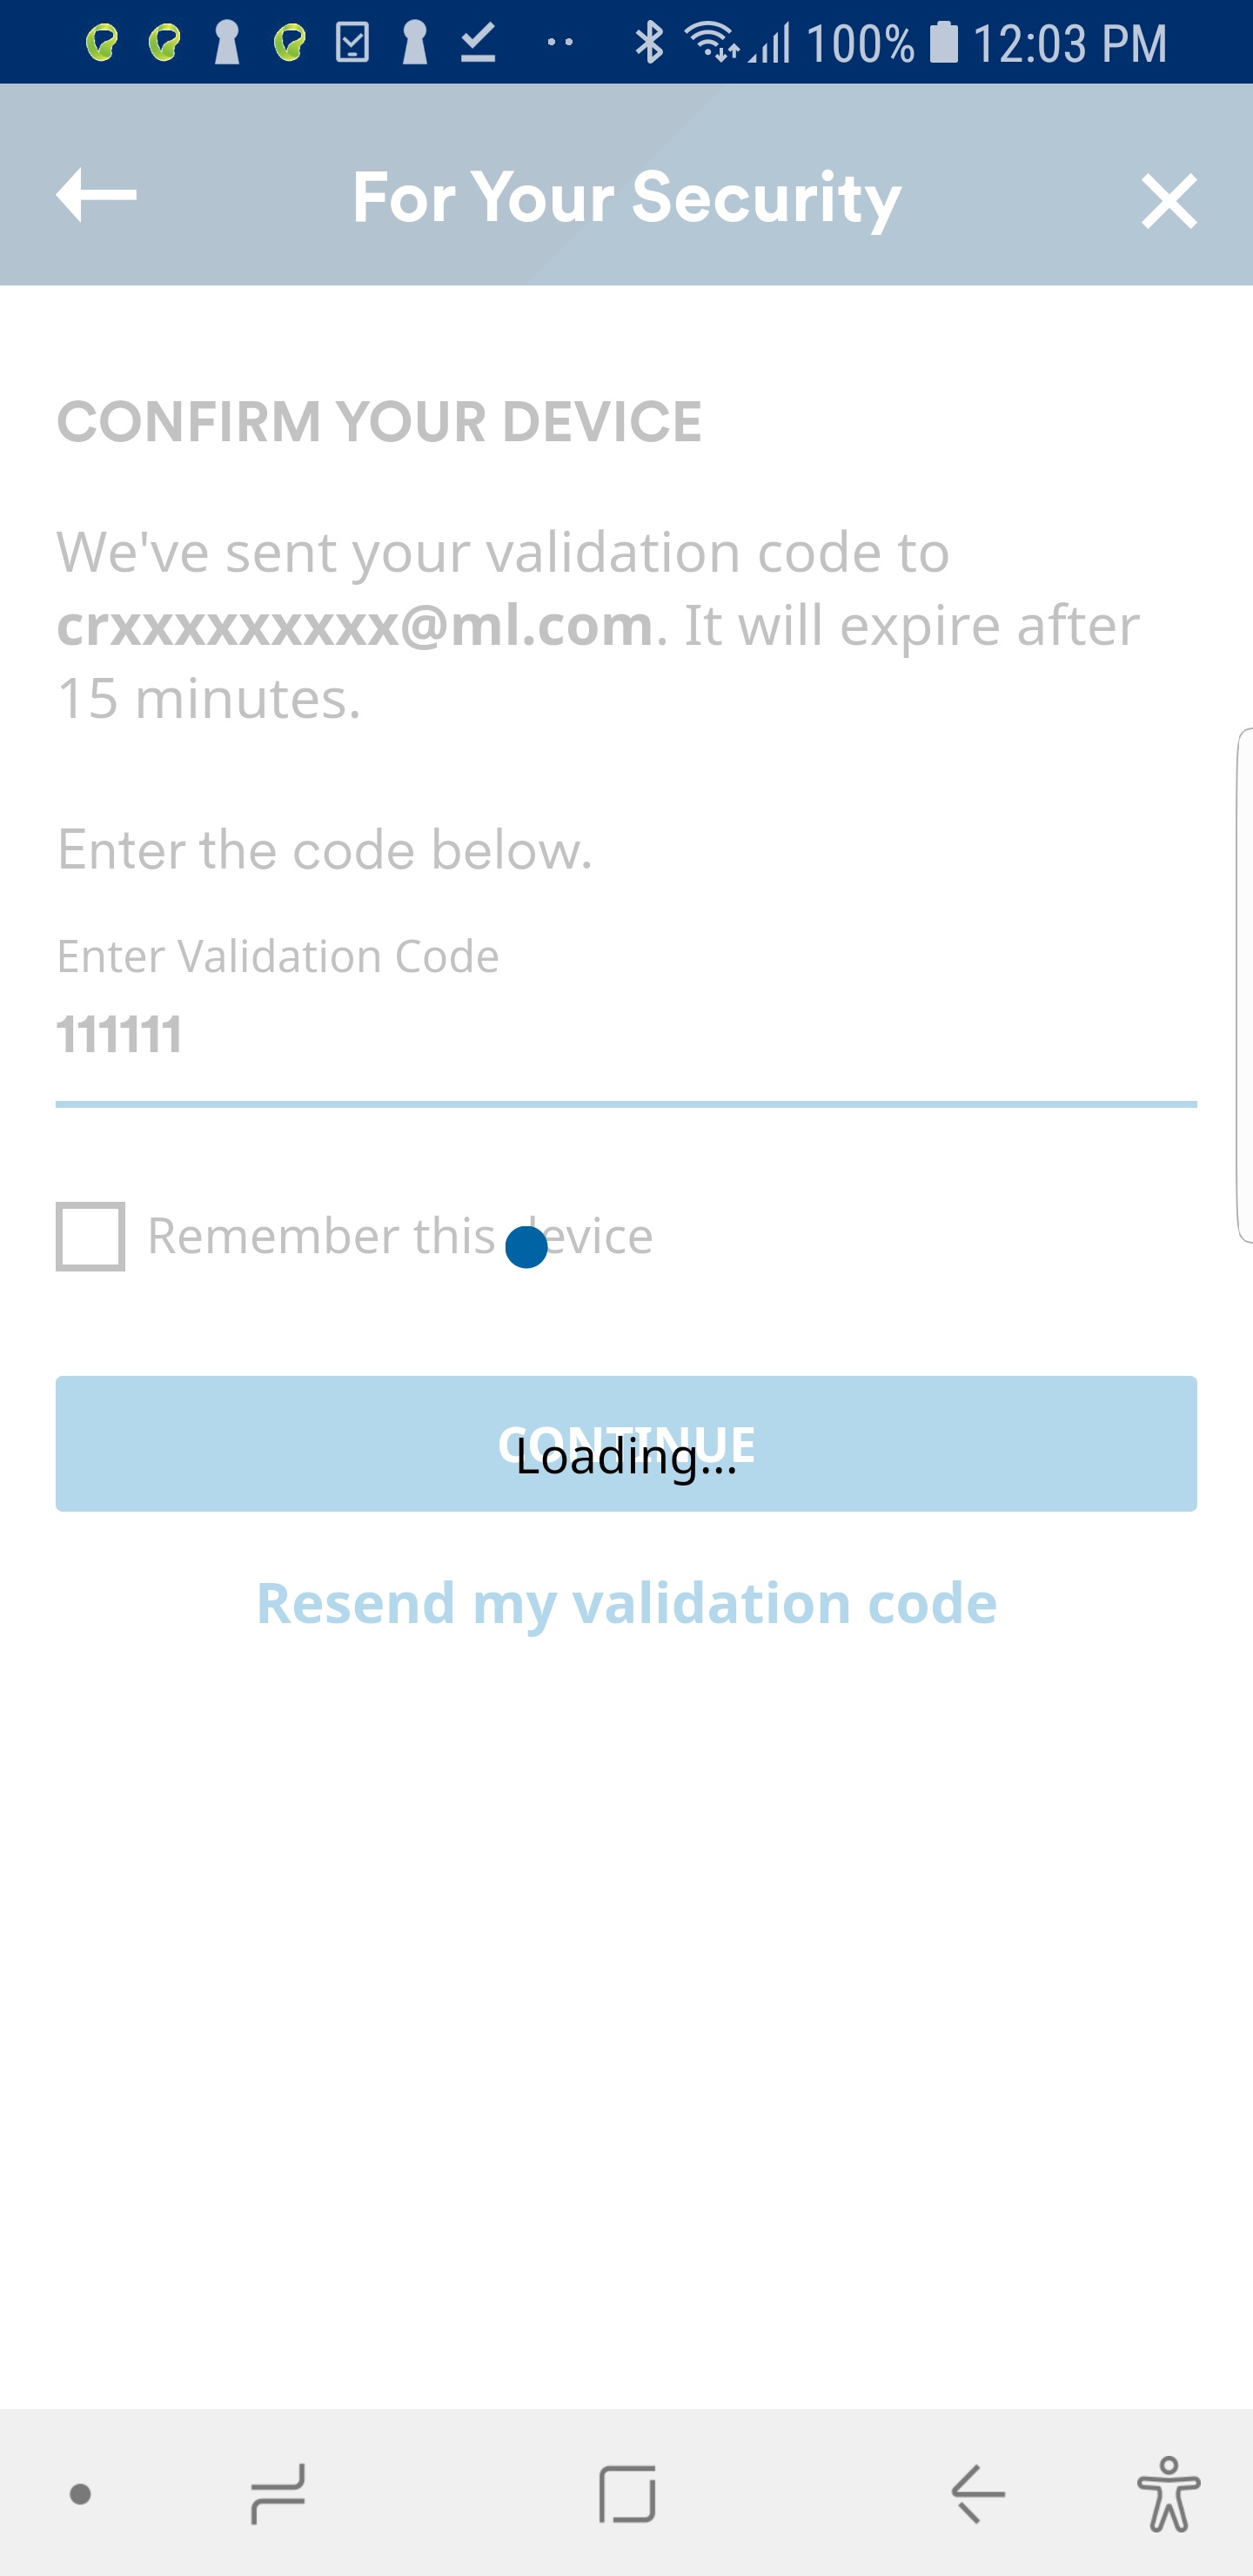 100% 12:03 PM
For Your Security
CONFIRM YOUR DEVICE
We've sent your validation code to
crxxxxxxxxx@ml.com. It will expire after
15 minutes.
Enter the code below.
Enter Validation Code
111111
Remember this device
CONTINUE
Loading...
Resend my validation code